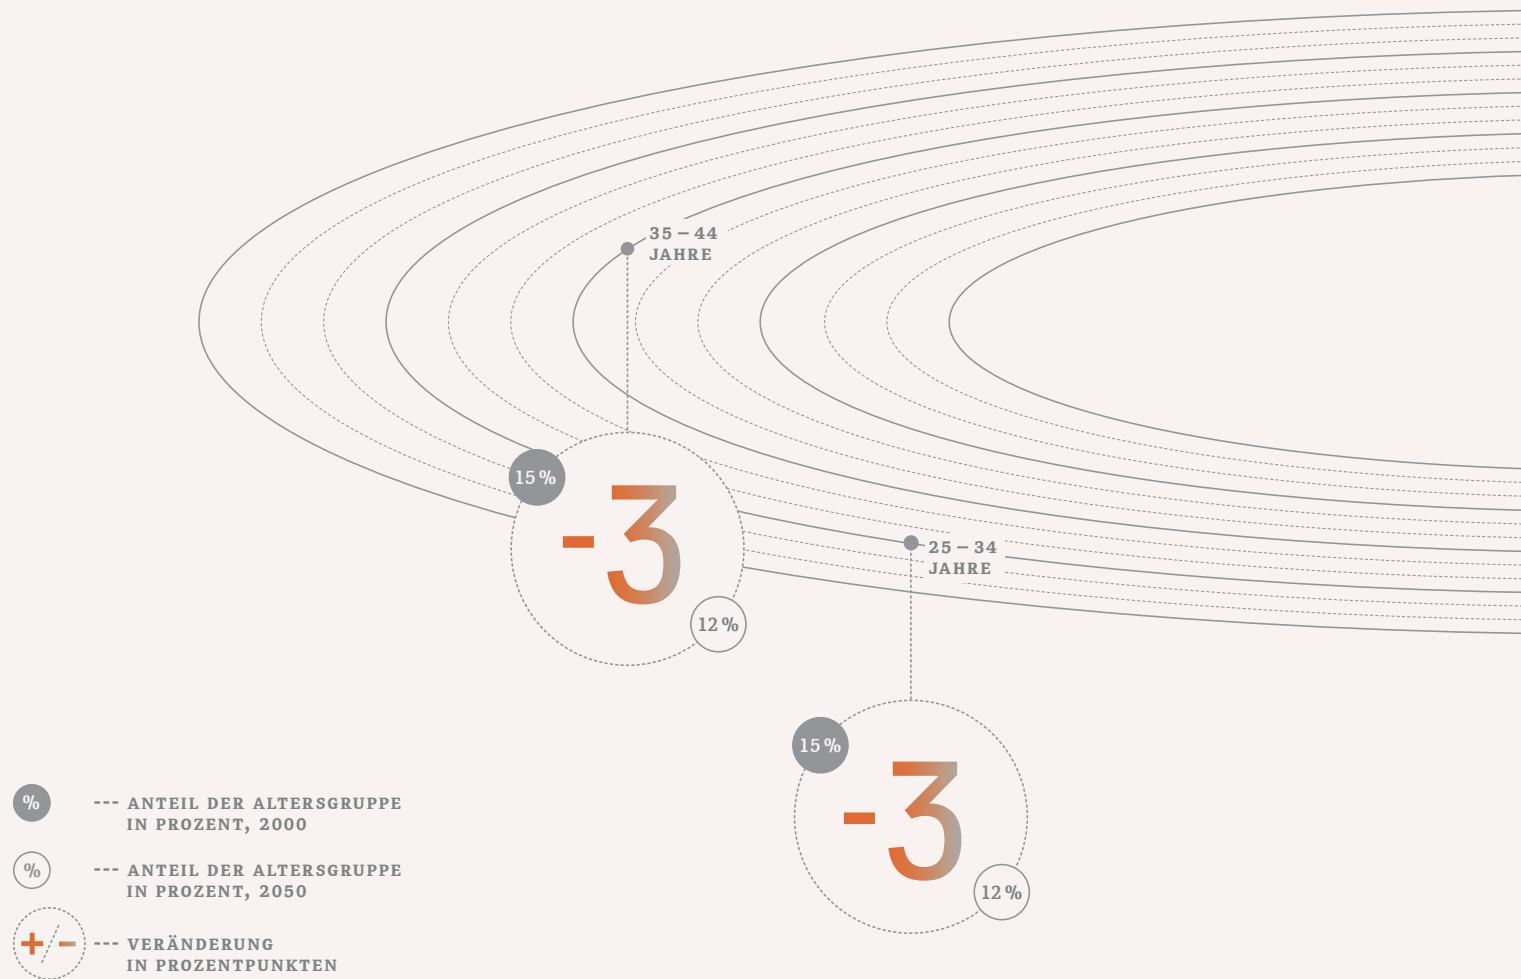 35 – 44
JAHRE
15 %
-3
12 %
25 – 34
JAHRE
15 %
-3
12 %
% --- ANTEIL DER ALTERSGRUPPE
IN PROZENT, 2000
% --- ANTEIL DER ALTERSGRUPPE
IN PROZENT, 2050
+/- --- VERÄNDERUNG
IN PROZENTPUNKTEN